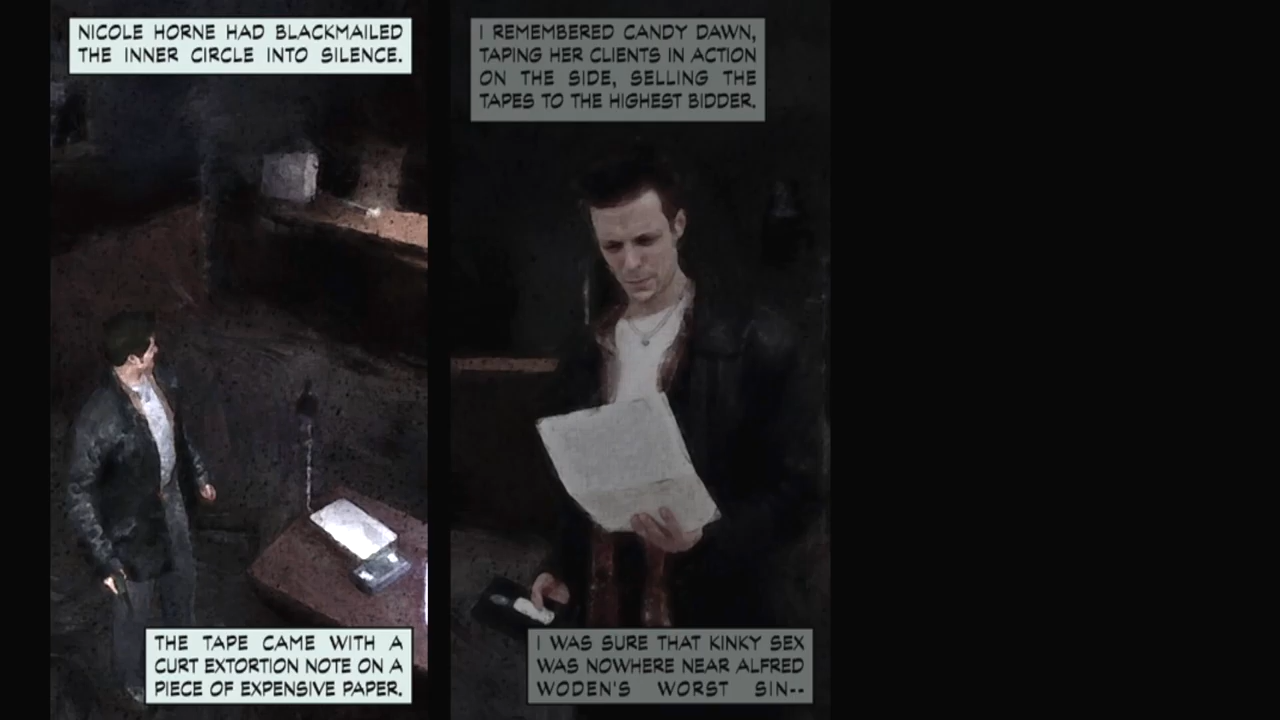 NICOLE HORNE HAD BLACKMAILED
THE INNER CIRCLE INTO SILENCE.
THE TAPE CAME WITH A
CURT EXTORTION NOTE ON A
PIECE OF EXPENSIVE PAPER.
I REMEMBERED CANDY DAWN,
TAPING HER CLIENTS IN ACTION
ON THE SIDE, SELLING THE
TAPES TO THE HIGHEST BIDDER.
I WAS SURE THAT KINKY SEX
WAS NOWHERE NEAR ALFRED
WODEN'S WORST SIN--